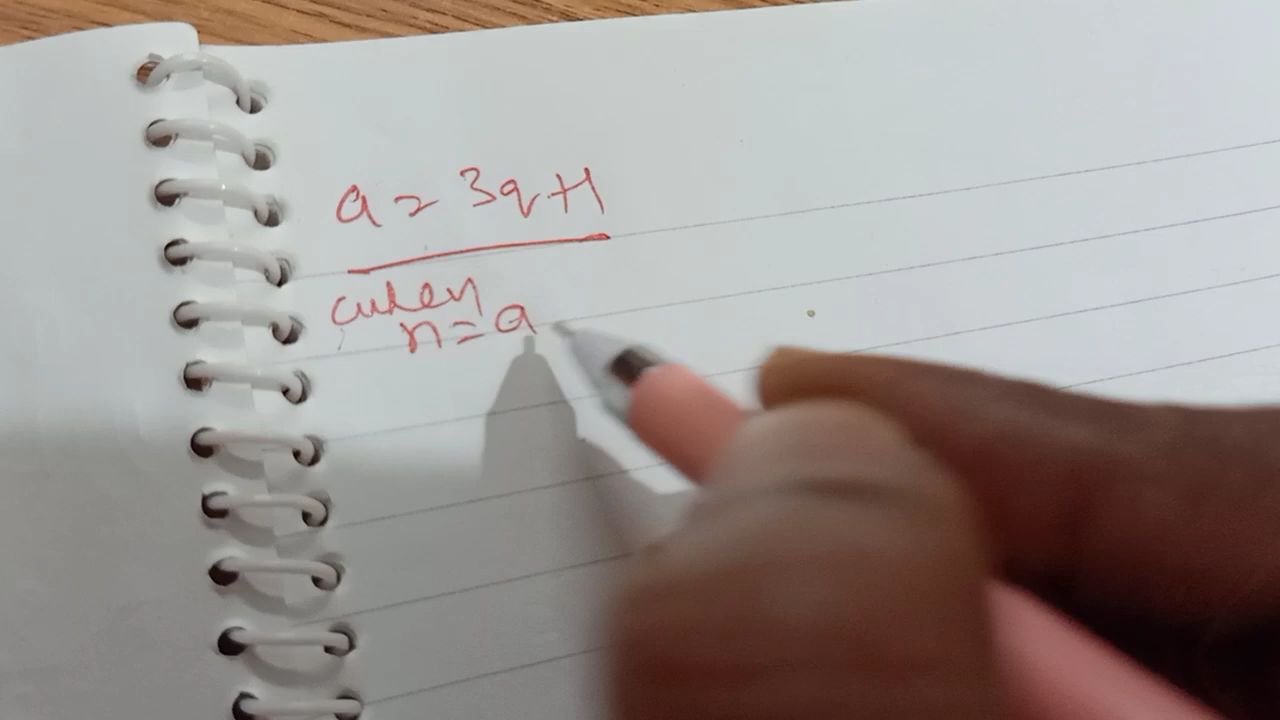 a = 3q+1
when
n = a